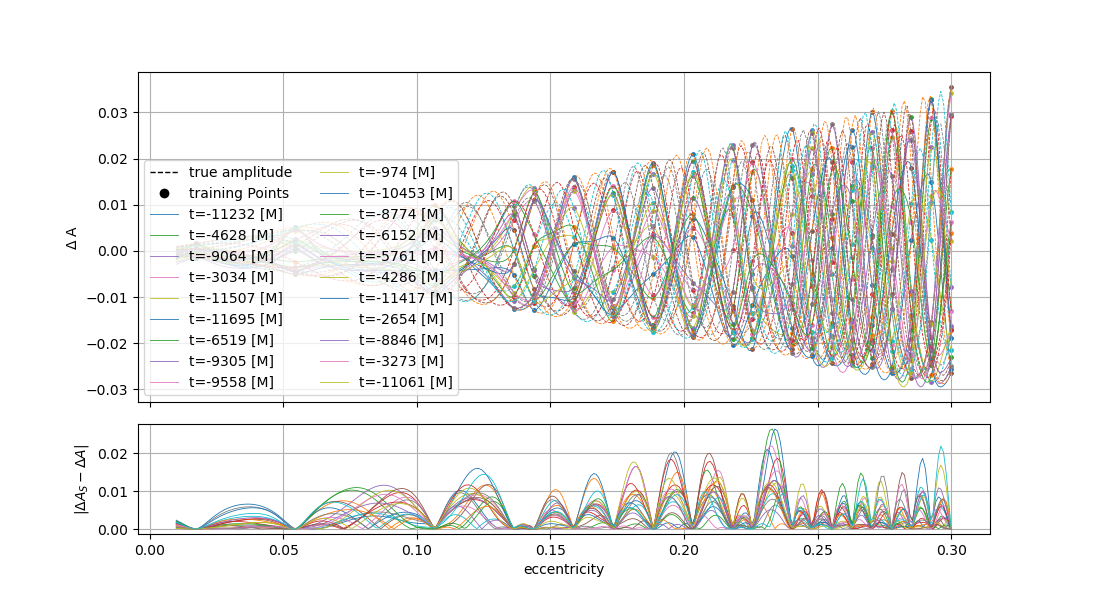 0.03
0.02
0.01
0.00
−0.01
−0.02
−0.03
Δ A
true amplitude
training Points
t=-11232 [M]
t=-4628 [M]
t=-9064 [M]
t=-3034 [M]
t=-11507 [M]
t=-11695 [M]
t=-6519 [M]
t=-9305 [M]
t=-9558 [M]
t=-974 [M]
t=-10453 [M]
t=-8774 [M]
t=-6152 [M]
t=-5761 [M]
t=-4286 [M]
t=-11417 [M]
t=-2654 [M]
t=-8846 [M]
t=-3273 [M]
t=-11061 [M]
0.02
0.01
0.00
|ΔA_S − ΔA|
0.00 0.05 0.10 0.15 0.20 0.25 0.30
eccentricity